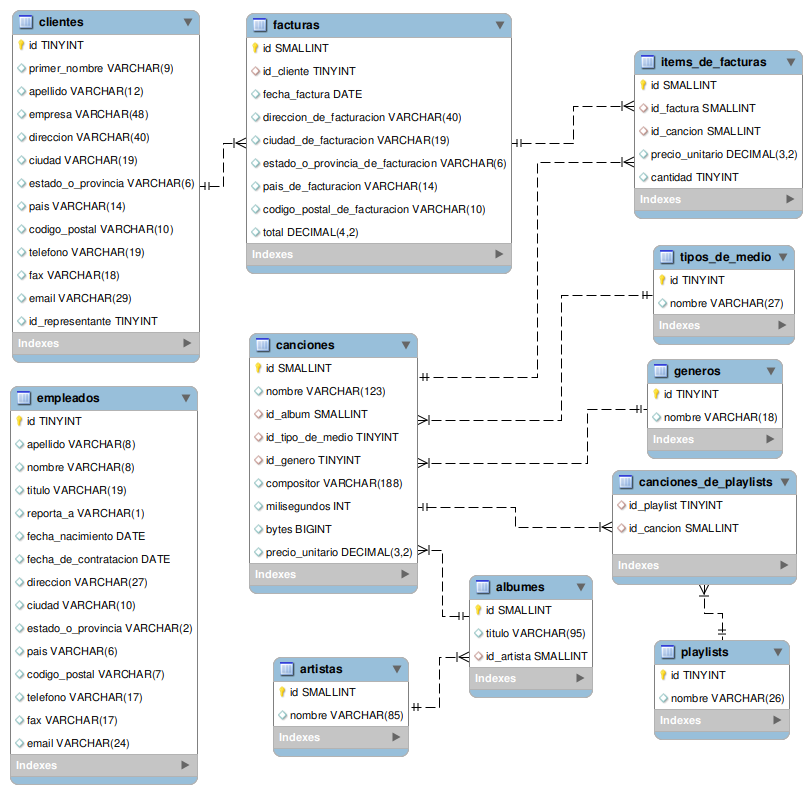 clientes
id TINYINT
primer_nombre VARCHAR(9)
apellido VARCHAR(12)
empresa VARCHAR(48)
direccion VARCHAR(40)
ciudad VARCHAR(19)
estado_o_provincia VARCHAR(6)
pais VARCHAR(14)
codigo_postal VARCHAR(10)
telefono VARCHAR(19)
fax VARCHAR(18)
email VARCHAR(29)
id_representante TINYINT
Indexes
facturas
id SMALLINT
id_cliente TINYINT
fecha_factura DATE
direccion_de_facturacion VARCHAR(40)
ciudad_de_facturacion VARCHAR(19)
estado_o_provincia_de_facturacion VARCHAR(6)
pais_de_facturacion VARCHAR(14)
codigo_postal_de_facturacion VARCHAR(10)
total DECIMAL(4,2)
Indexes
items_de_facturas
id SMALLINT
id_factura SMALLINT
id_cancion SMALLINT
precio_unitario DECIMAL(3,2)
cantidad TINYINT
Indexes
tipos_de_medio
id TINYINT
nombre VARCHAR(27)
Indexes
canciones
id SMALLINT
nombre VARCHAR(123)
id_album SMALLINT
id_tipo_de_medio TINYINT
id_genero TINYINT
compositor VARCHAR(188)
milisegundos INT
bytes BIGINT
precio_unitario DECIMAL(3,2)
Indexes
generos
id TINYINT
nombre VARCHAR(18)
Indexes
empleados
id TINYINT
apellido VARCHAR(8)
nombre VARCHAR(8)
titulo VARCHAR(19)
reporta_a VARCHAR(1)
fecha_nacimiento DATE
fecha_de_contratacion DATE
direccion VARCHAR(27)
ciudad VARCHAR(10)
estado_o_provincia VARCHAR(2)
pais VARCHAR(6)
codigo_postal VARCHAR(7)
telefono VARCHAR(17)
fax VARCHAR(17)
email VARCHAR(24)
Indexes
canciones_de_playlists
id_playlist TINYINT
id_cancion SMALLINT
Indexes
albumes
id SMALLINT
titulo VARCHAR(95)
id_artista SMALLINT
Indexes
artistas
id SMALLINT
nombre VARCHAR(85)
Indexes
playlists
id TINYINT
nombre VARCHAR(26)
Indexes